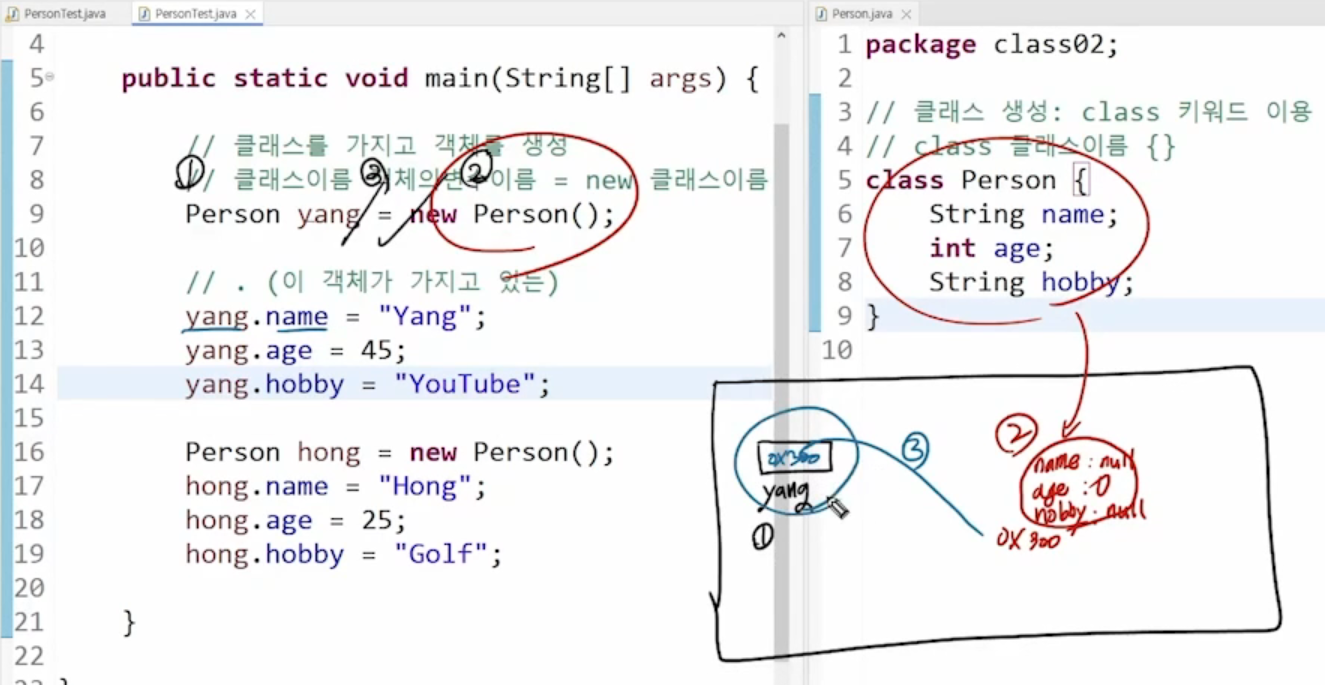 PersonTest.java
PersonTest.java
4
5 public static void main(String[] args) {
6
7 // 클래스를 가지고 객체를 생성
8 // 클래스이름 객체의변수이름 = new 클래스이름
9 Person yang = new Person();
10
11 // . (이 객체가 가지고 있는)
12 yang.name = "Yang";
13 yang.age = 45;
14 yang.hobby = "YouTube";
15
16 Person hong = new Person();
17 hong.name = "Hong";
18 hong.age = 25;
19 hong.hobby = "Golf";
20
21 }
22
① ③ ②
Person.java
1 package class02;
2
3 // 클래스 생성: class 키워드 이용
4 // class 클래스이름 {}
5 class Person {
6 String name;
7 int age;
8 String hobby;
9 }
10
0x300
yang
①
③
②
name : null
age : 0
hobby : null
0x300